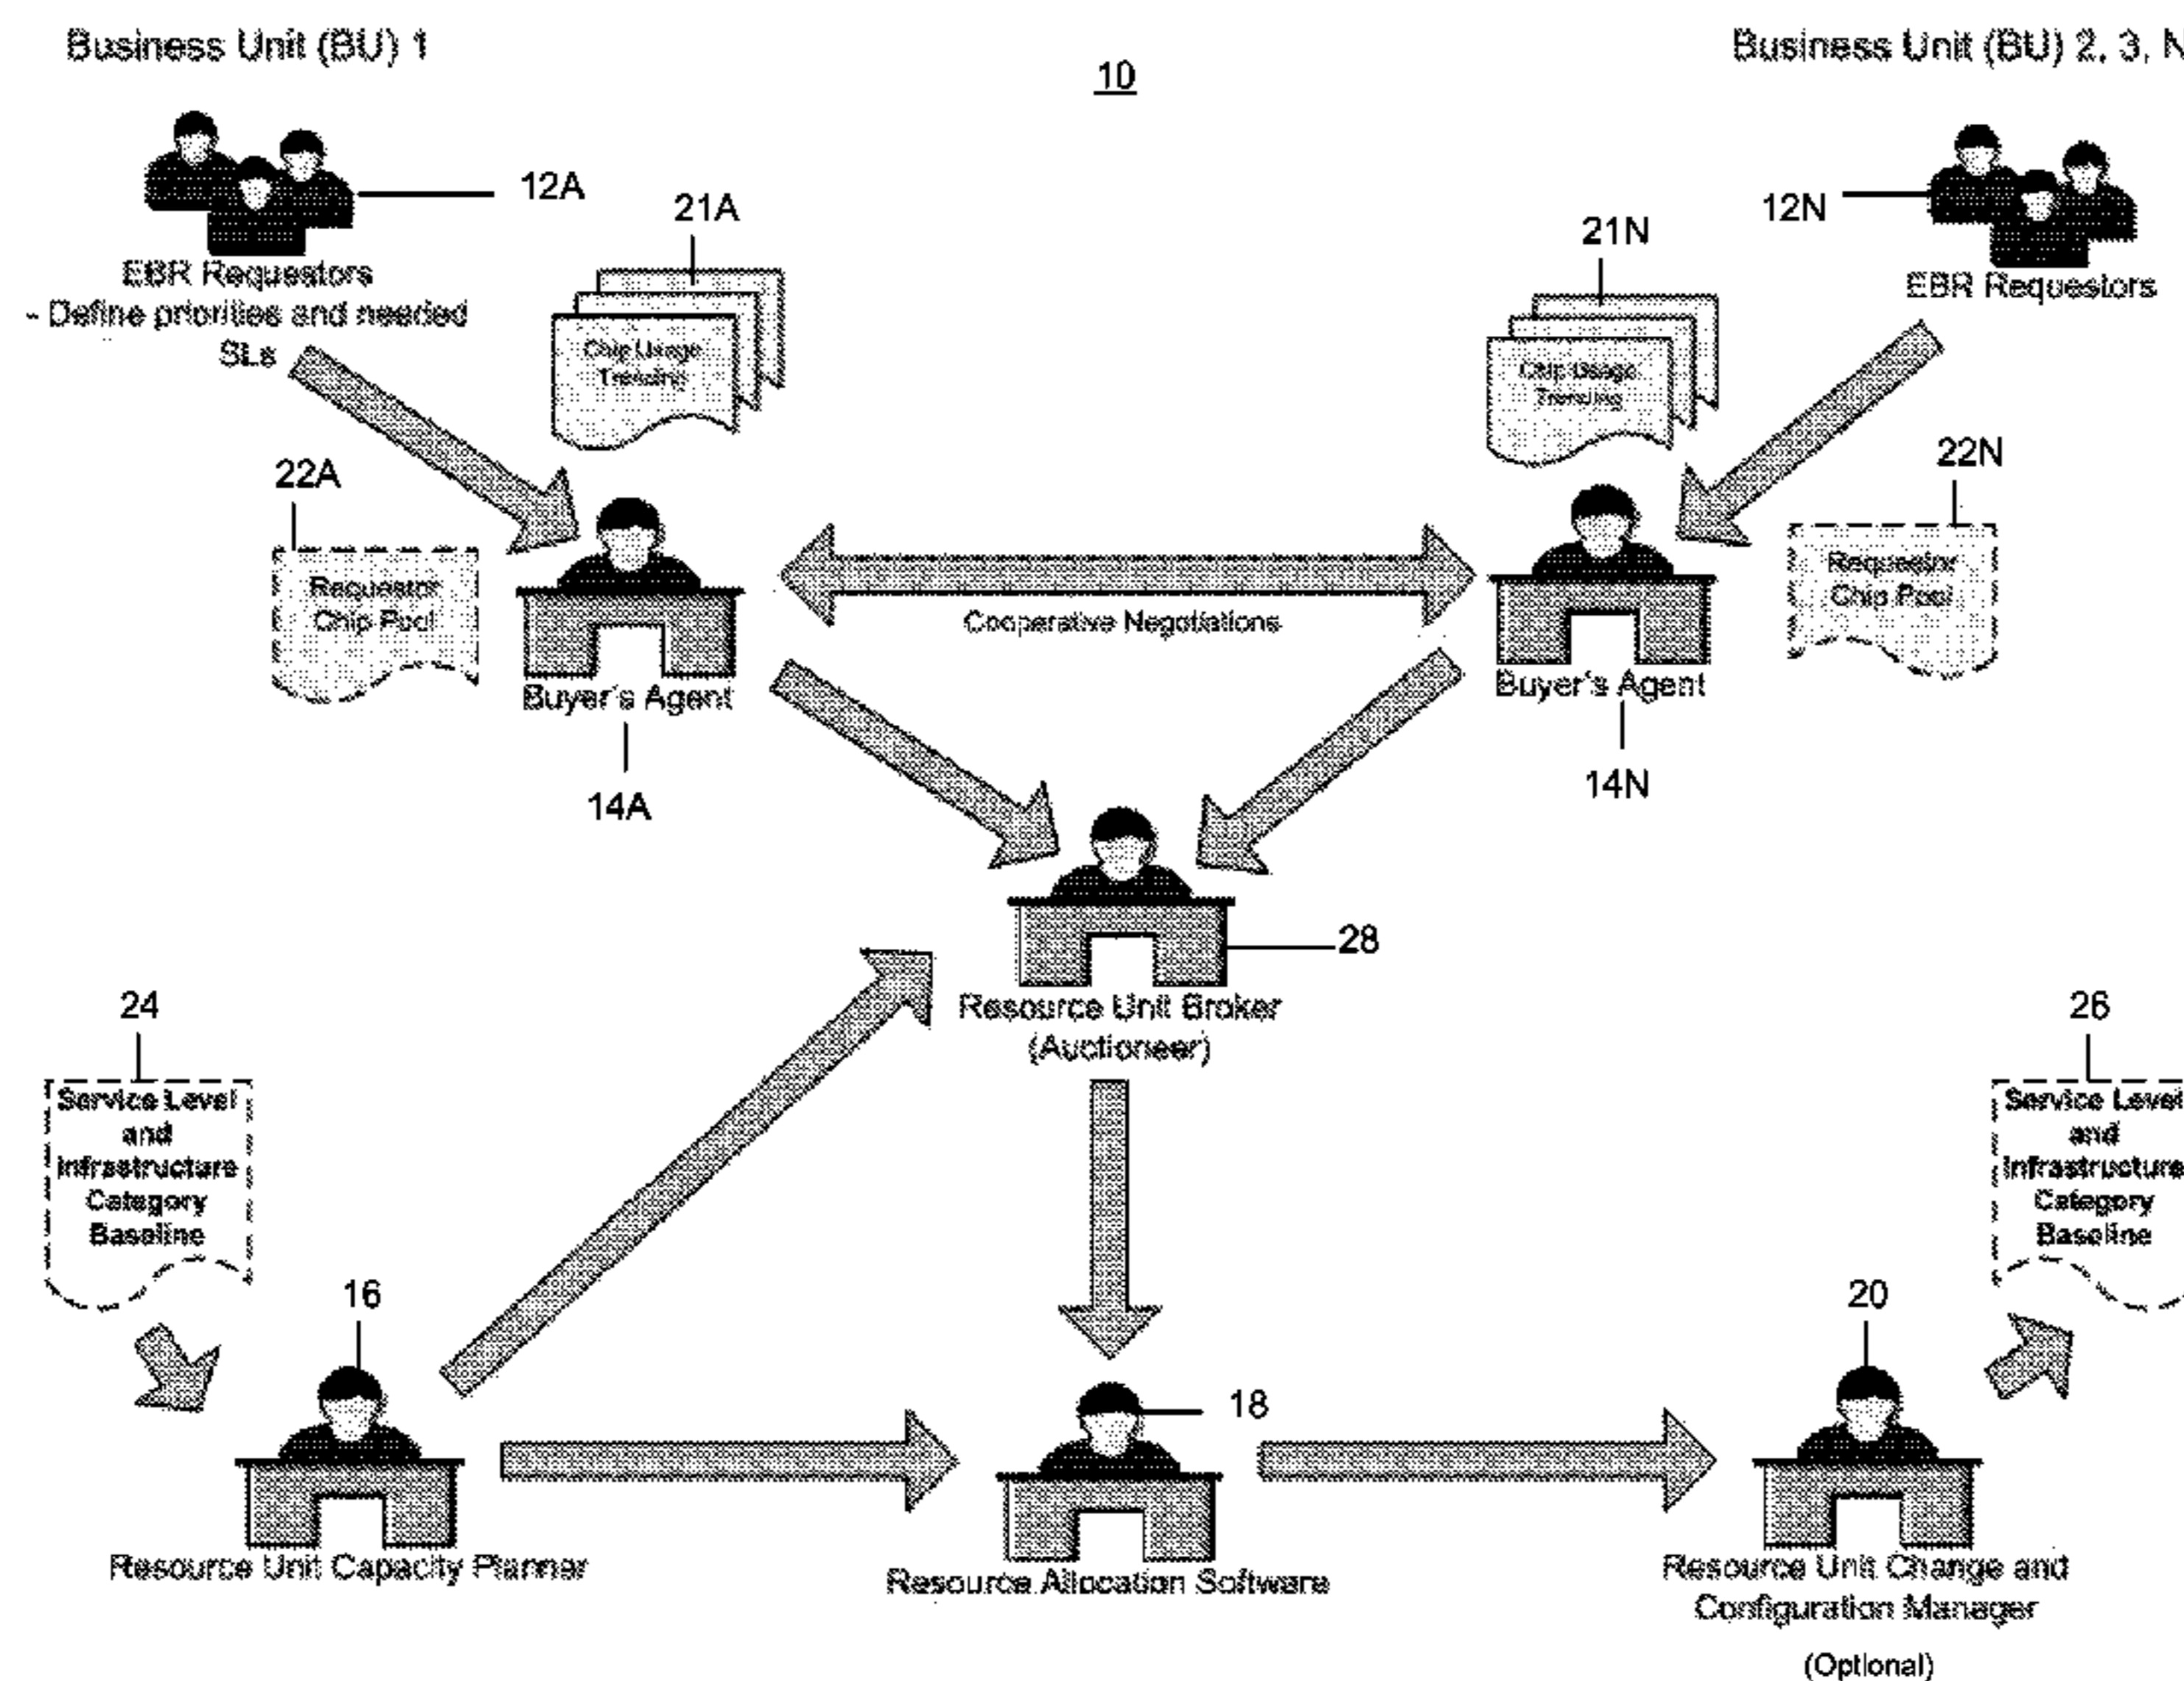 Business Unit (BU) 1
Business Unit (BU) 2, 3, N
10
12A
12N
EBR Requestors
- Define priorities and needed
SLs
EBR Requestors
21A
21N
Chip Usage
Trending
Chip Usage
Trending
22A
22N
Requestor
Chip Pool
Requestor
Chip Pool
Cooperative Negotiations
Buyer's Agent
Buyer's Agent
14A
14N
28
Resource Unit Broker
(Auctioneer)
24
26
Service Level
and
Infrastructure
Category
Baseline
Service Level
and
Infrastructure
Category
Baseline
16
18
20
Resource Unit Capacity Planner
Resource Allocation Software
Resource Unit Change and
Configuration Manager
(Optional)